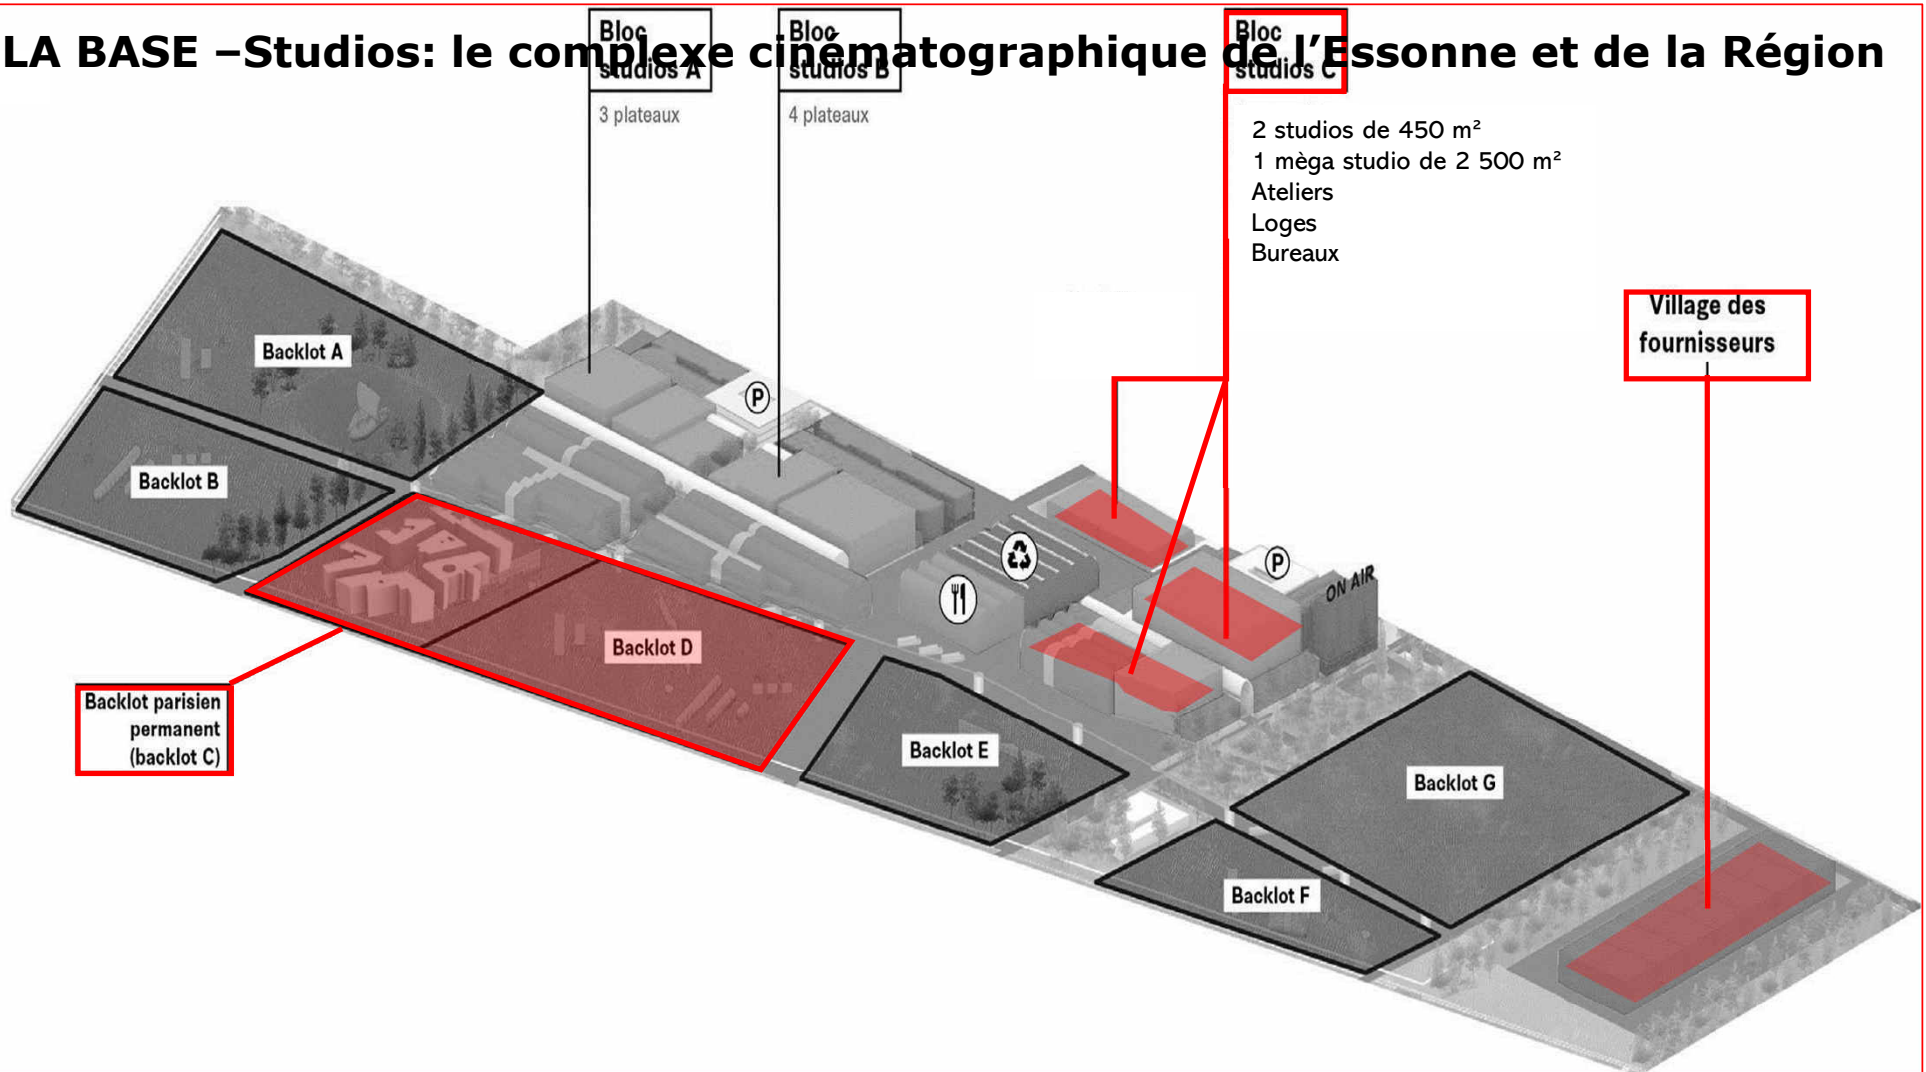 LA BASE –Studios: le complexe cinématographique de l’Essonne et de la Région
Bloc
studios A
3 plateaux
Bloc
studios B
4 plateaux
Bloc
studios C
2 studios de 450 m²
1 mèga studio de 2 500 m²
Ateliers
Loges
Bureaux
Village des
fournisseurs
Backlot A
P
Backlot B
P
ON AIR
Backlot D
Backlot parisien
permanent
(backlot C)
Backlot E
Backlot G
Backlot F